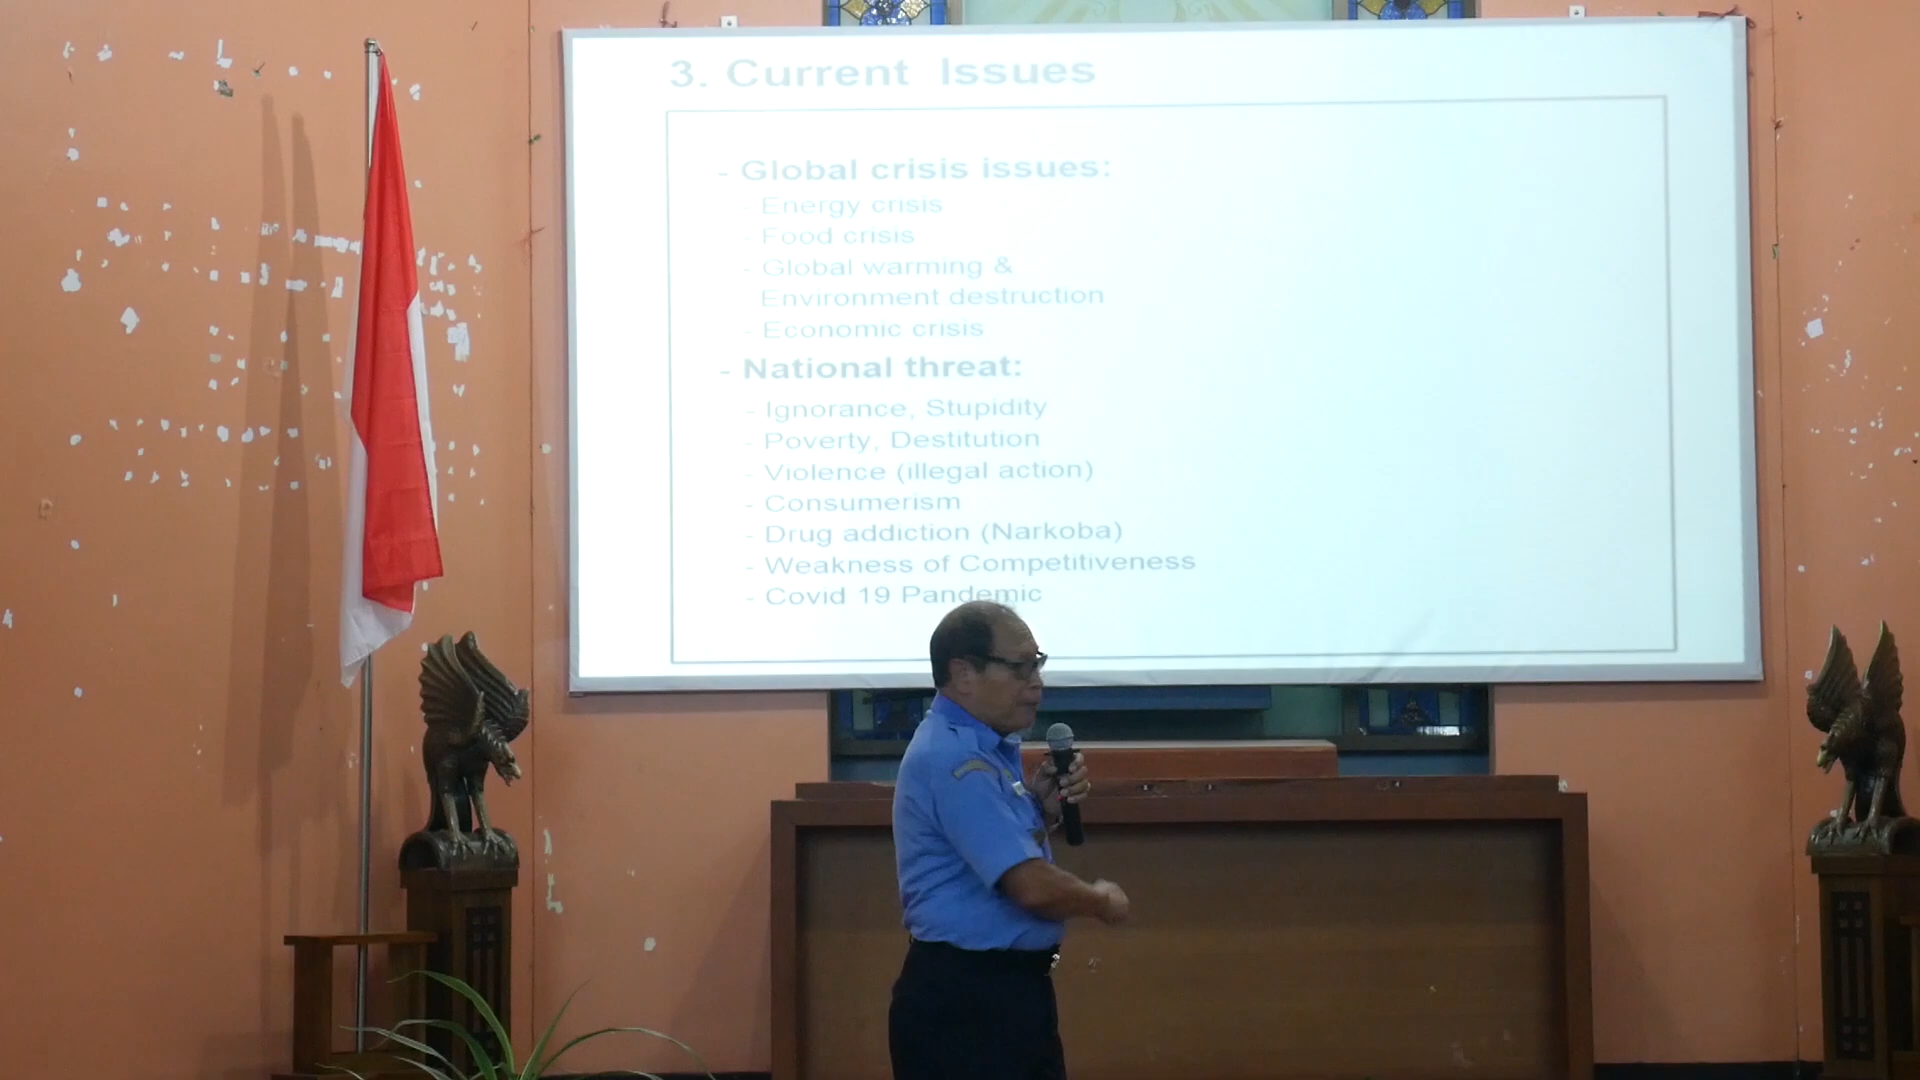 3. Current Issues
- Global crisis issues:
- Energy crisis
- Food crisis
- Global warming &
Environment destruction
- Economic crisis
- National threat:
- Ignorance, Stupidity
- Poverty, Destitution
- Violence (illegal action)
- Consumerism
- Drug addiction (Narkoba)
- Weakness of Competitiveness
- Covid 19 Pandemic